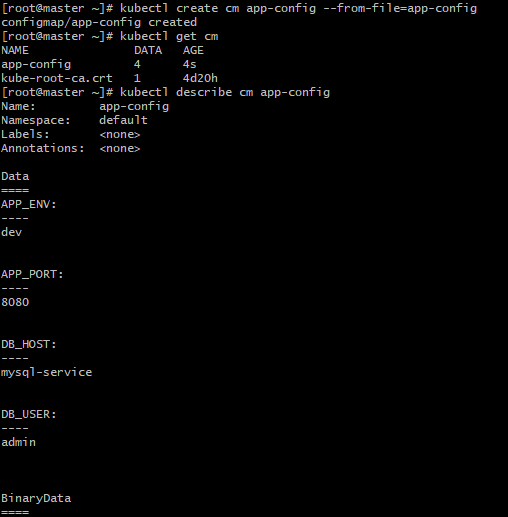 [root@master ~]# kubectl create cm app-config --from-file=app-config
configmap/app-config created
[root@master ~]# kubectl get cm
NAME               DATA   AGE
app-config         4      4s
kube-root-ca.crt   1      4d20h
[root@master ~]# kubectl describe cm app-config
Name:         app-config
Namespace:    default
Labels:       <none>
Annotations:  <none>

Data
====
APP_ENV:
----
dev

APP_PORT:
----
8080

DB_HOST:
----
mysql-service

DB_USER:
----
admin

BinaryData
====